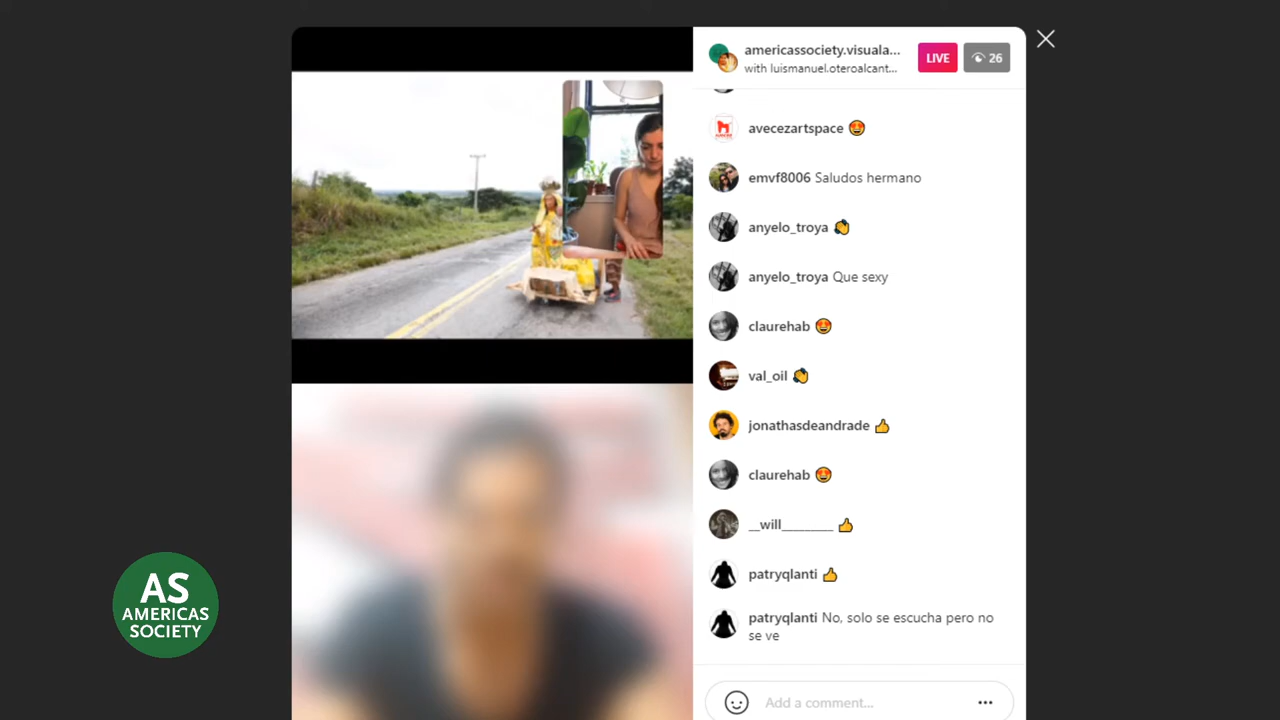 americassociety.visuala...
with luismanuel.oteroalcant...
LIVE
26
avecezartspace 😍
emvf8006 Saludos hermano
anyelo_troya 👏
anyelo_troya Que sexy
claurehab 😍
val_oil 👏
jonathasdeandrade 👍
claurehab 😍
__will________ 👍
patryqlanti 👍
patryqlanti No, solo se escucha pero no
se ve
Add a comment...
AS
AMERICAS
SOCIETY